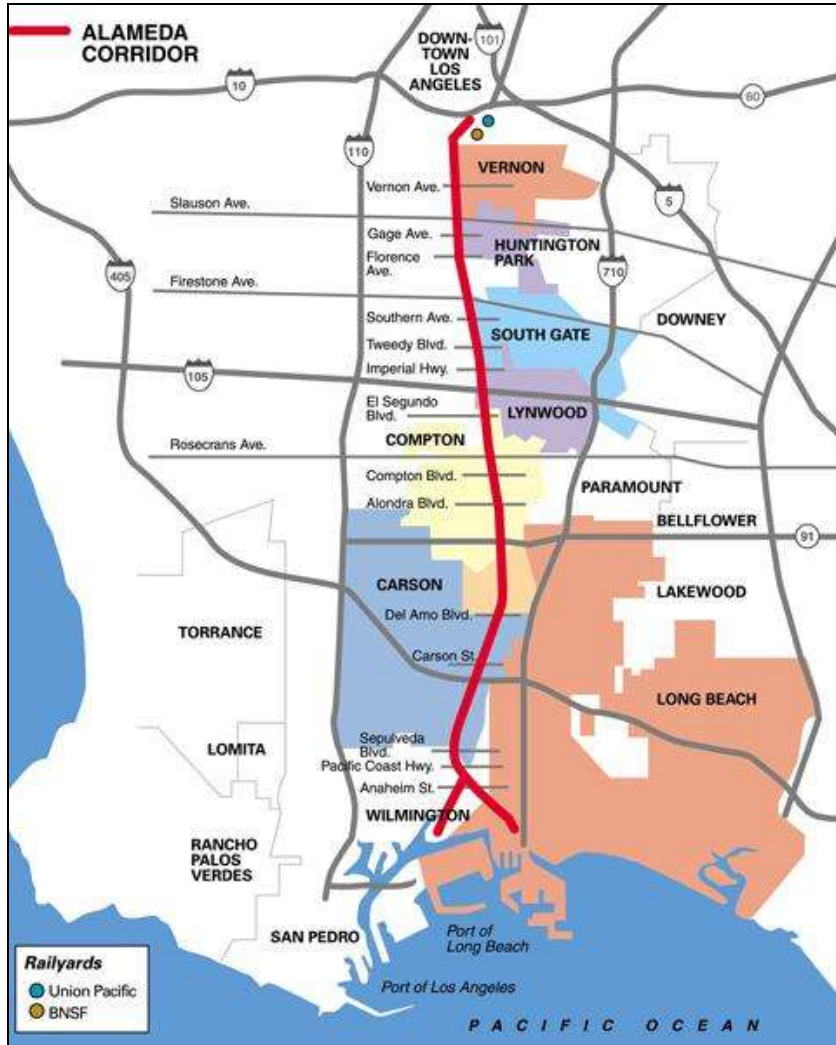 ALAMEDA
CORRIDOR
DOWN-
TOWN
LOS
ANGELES
101
10
60
110
VERNON
Vernon Ave.
5
Slauson Ave.
Gage Ave.
HUNTINGTON
PARK
Florence
Ave.
405
710
Firestone Ave.
Southern Ave.
DOWNEY
SOUTH GATE
Tweedy Blvd.
Imperial Hwy.
105
El Segundo
Blvd.
LYNWOOD
COMPTON
Rosecrans Ave.
Compton Blvd.
PARAMOUNT
Alondra Blvd.
BELLFLOWER
91
CARSON
LAKEWOOD
Del Amo Blvd.
TORRANCE
Carson St.
LONG BEACH
LOMITA
Sepulveda
Blvd.
Pacific Coast Hwy.
Anaheim St.
WILMINGTON
RANCHO
PALOS
VERDES
SAN PEDRO
Port of
Long Beach
Port of Los Angeles
Railyards
Union Pacific
BNSF
PACIFIC OCEAN